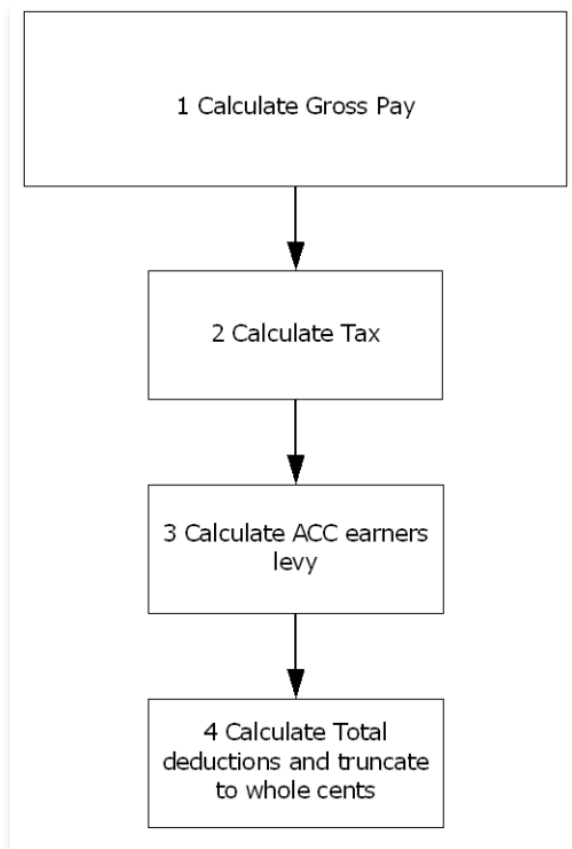 1 Calculate Gross Pay
2 Calculate Tax
3 Calculate ACC earners
levy
4 Calculate Total
deductions and truncate
to whole cents